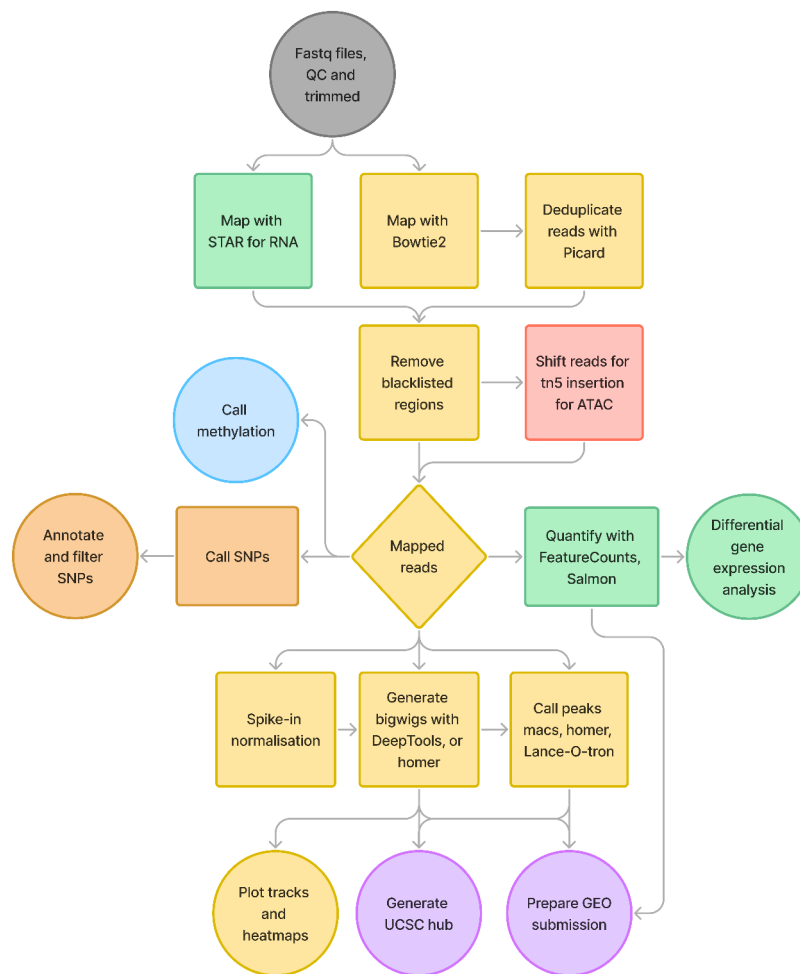 Fastq files,
QC and
trimmed
Map with
STAR for RNA
Map with
Bowtie2
Deduplicate
reads with
Picard
Remove
blacklisted
regions
Shift reads for
tn5 insertion
for ATAC
Call
methylation
Annotate
and filter
SNPs
Call SNPs
Mapped
reads
Quantify with
FeatureCounts,
Salmon
Differential
gene
expression
analysis
Spike-in
normalisation
Generate
bigwigs with
DeepTools, or
homer
Call peaks
macs, homer,
Lance-O-tron
Plot tracks
and
heatmaps
Generate
UCSC hub
Prepare GEO
submission